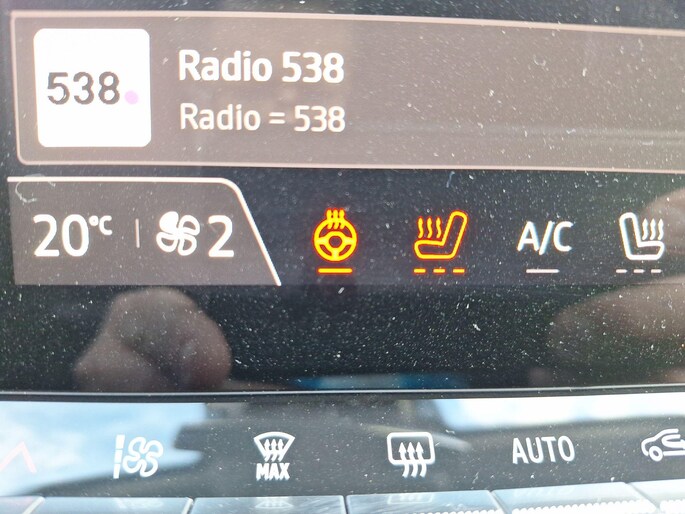 538.
Radio 538
Radio = 538
20°C
2
A/C
MAX
AUTO